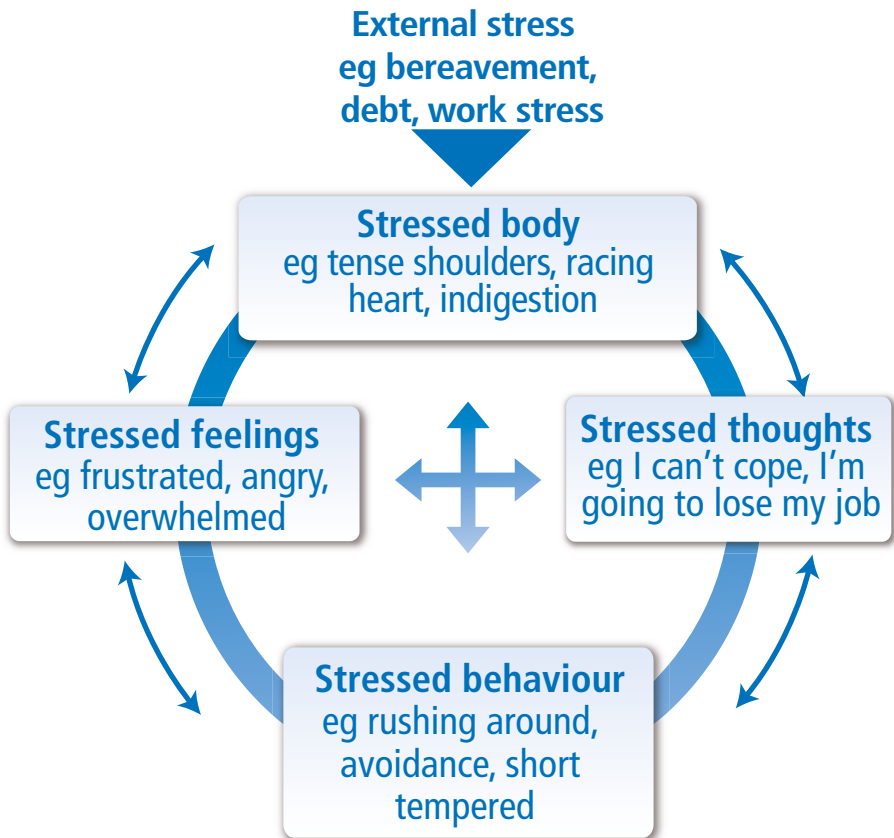 External stress
eg bereavement,
debt, work stress
Stressed body
eg tense shoulders, racing
heart, indigestion
Stressed feelings
eg frustrated, angry,
overwhelmed
Stressed thoughts
eg I can’t cope, I’m
going to lose my job
Stressed behaviour
eg rushing around,
avoidance, short
tempered